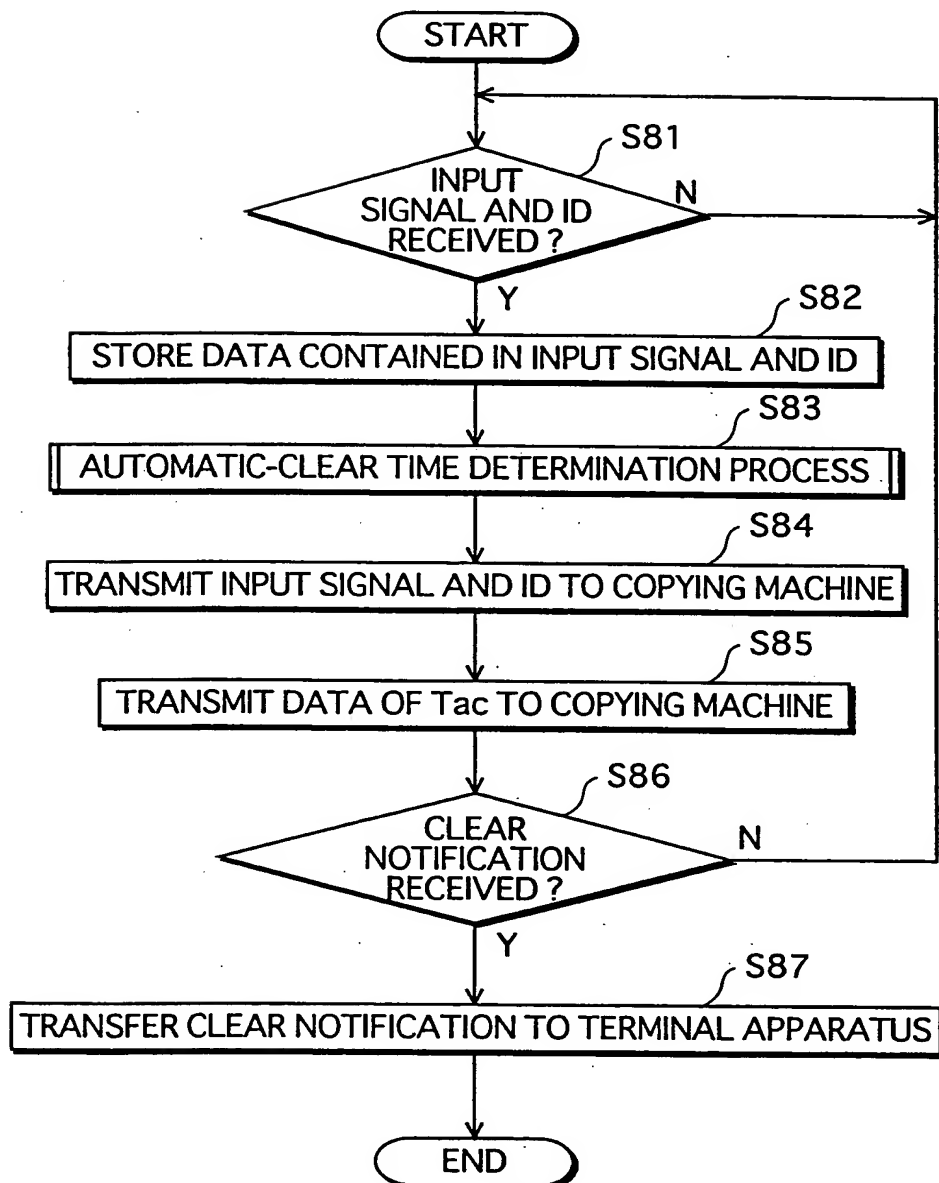 START
S81
INPUT
SIGNAL AND ID
RECEIVED ?
N
Y
S82
STORE DATA CONTAINED IN INPUT SIGNAL AND ID
S83
AUTOMATIC-CLEAR TIME DETERMINATION PROCESS
S84
TRANSMIT INPUT SIGNAL AND ID TO COPYING MACHINE
S85
TRANSMIT DATA OF Tac TO COPYING MACHINE
S86
CLEAR
NOTIFICATION
RECEIVED ?
N
Y
S87
TRANSFER CLEAR NOTIFICATION TO TERMINAL APPARATUS
END